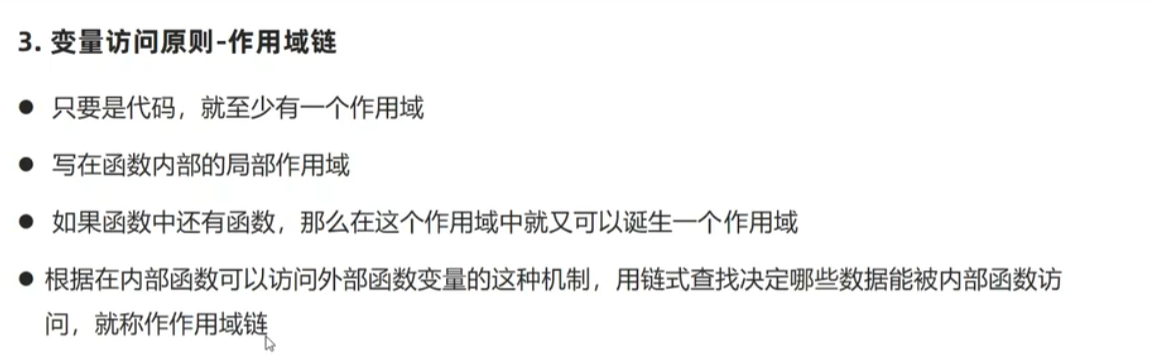 3. 变量访问原则-作用域链
● 只要是代码，就至少有一个作用域
● 写在函数内部的局部作用域
● 如果函数中还有函数，那么在这个作用域中就又可以诞生一个作用域
● 根据在内部函数可以访问外部函数变量的这种机制，用链式查找决定哪些数据能被内部函数访
问，就称作作用域链